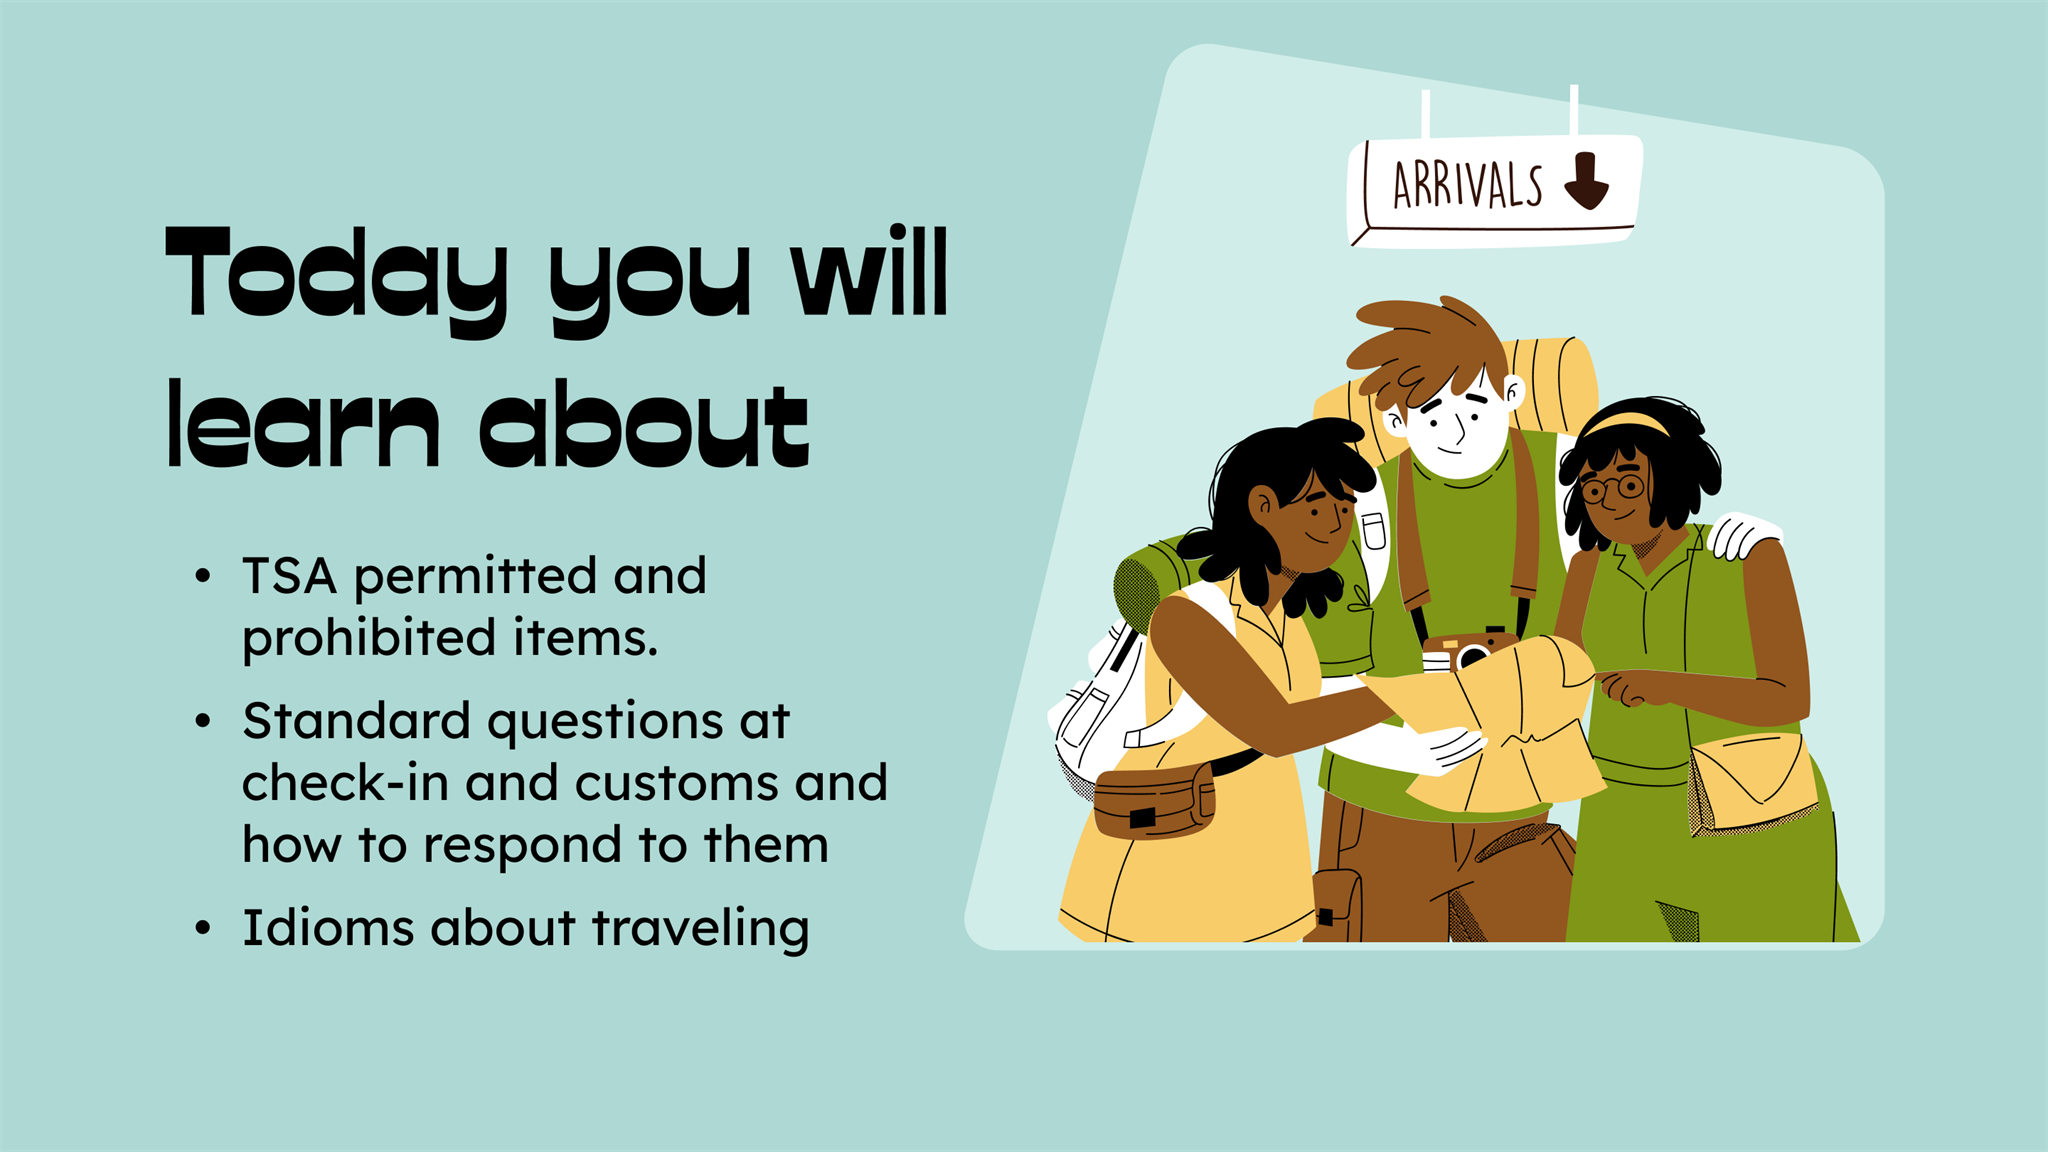 ARRIVALS
Today you will
learn about
• TSA permitted and
prohibited items.
• Standard questions at
check-in and customs and
how to respond to them
• Idioms about traveling